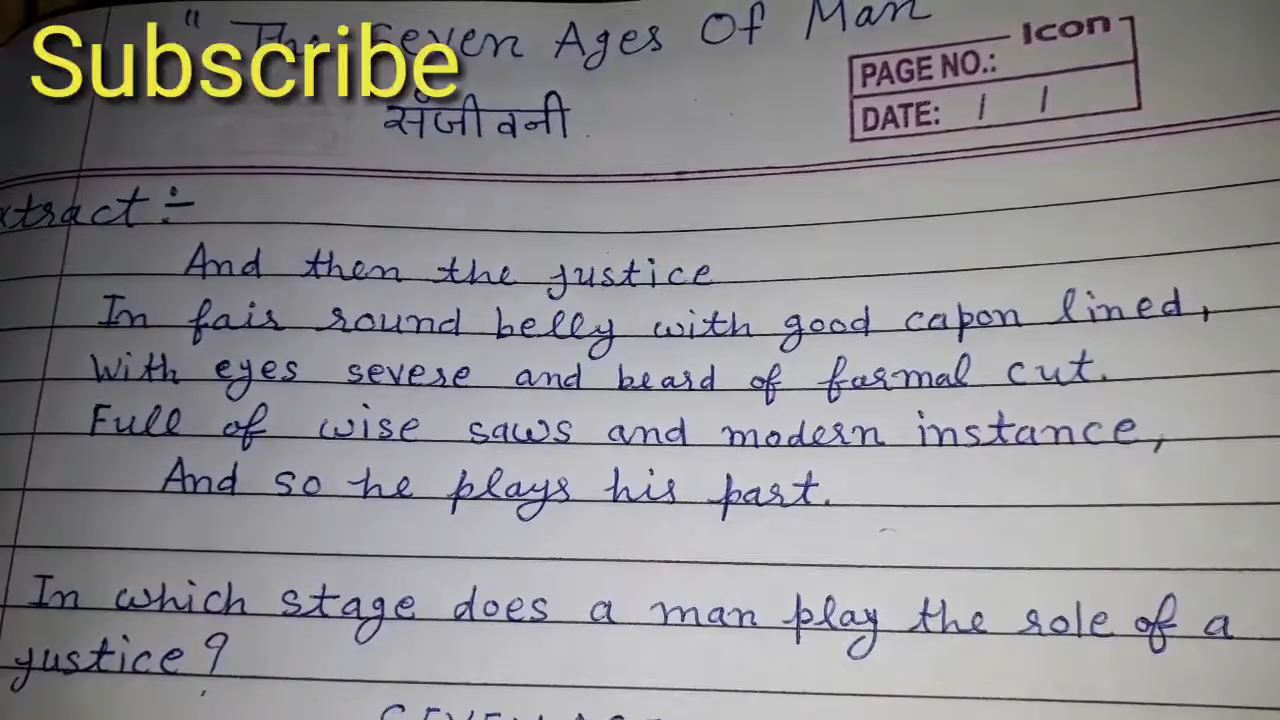 Subscribe
" The Seven Ages Of Man
Icon
PAGE NO.:
DATE: / /
संजीवनी
xtract :-
And then the justice
In fair round belly with good capon lined,
With eyes severe and beard of farmal cut.
Full of wise saws and modern instance,
And so he plays his part.
In which stage does a man play the role of a
justice?